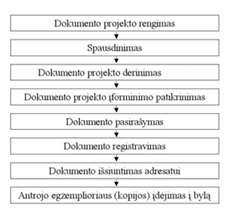 Dokumento projekto rengimas
Spausdinimas
Dokumento projekto derinimas
Dokumento projekto įforminimo patikrinimas
Dokumento pasirašymas
Dokumento registravimas
Dokumento išsiuntimas adresatui
Antrojo egzemplioriaus (kopijos) įdėjimas į bylą